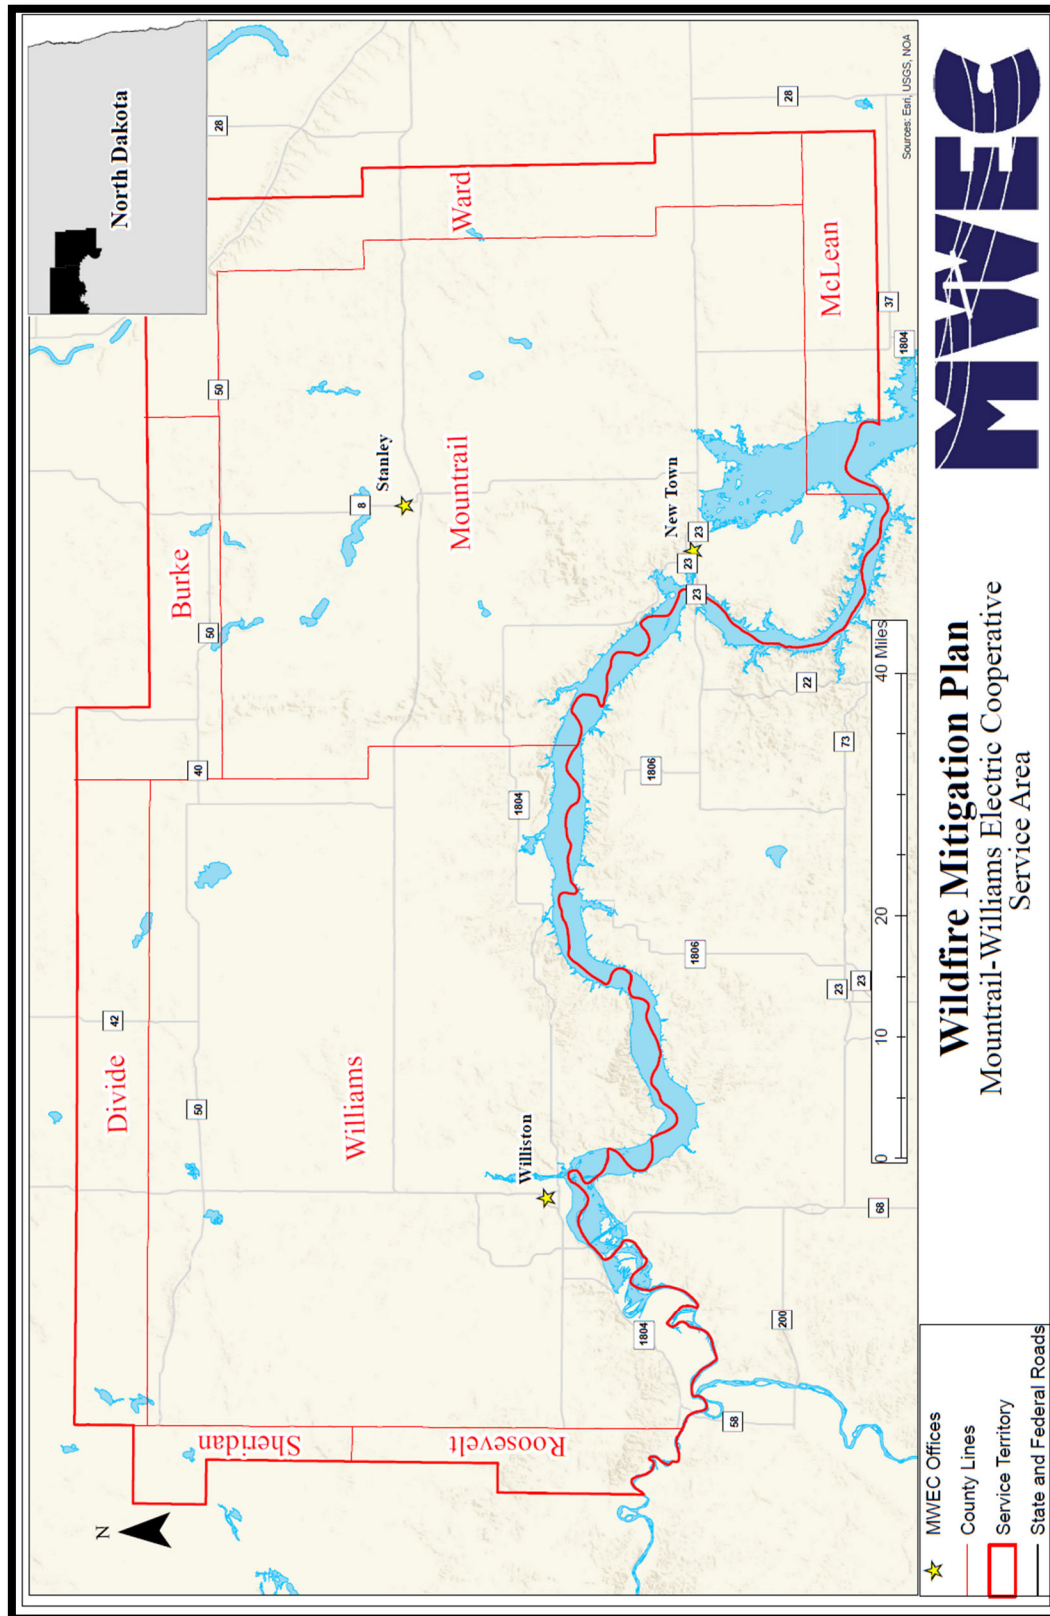 North Dakota
N
Divide
42
50
Sheridan
Roosevelt
Williams
Williston
1804
58
200
68
Burke
40
50
50
8
Stanley
Mountrail
Ward
28
28
1804
1806
1806
New Town
23
23
23
22
73
23
23
McLean
37
1804
Sources: Esri, USGS, NOA
0
10
20
40 Miles
MWEC Offices
County Lines
Service Territory
State and Federal Roads
Wildfire Mitigation Plan
Mountrail-Williams Electric Cooperative
Service Area
MWEC